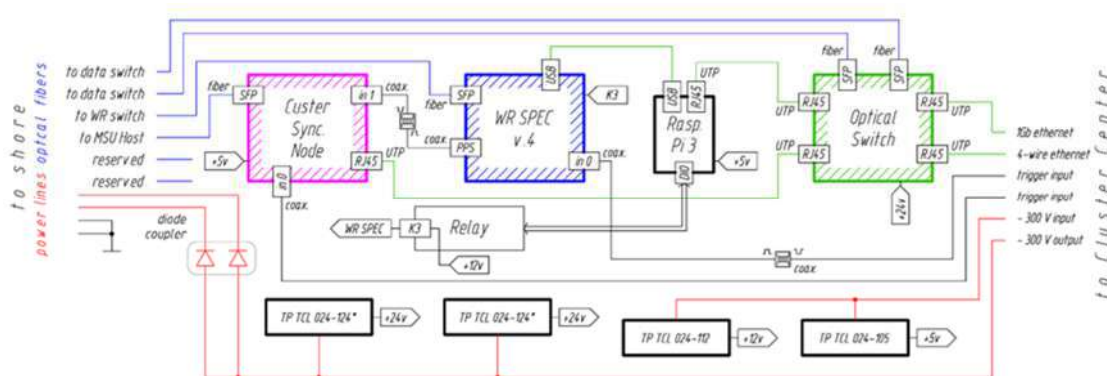 to shore
power lines optcal fibers
to data switch
to data switch
to WR switch
to MSU Host
reserved
reserved
diode
coupler
fiber
SFP
Custer
Sync.
Node
in 1
coax.
RJ45
UTP
+5v
in 0
coax.
fiber
SFP
coax.
PPS
USB
WR SPEC
v.4
K3
in 0
coax.
UTP
USB
RJ45
Rasp.
Pi 3
+5v
DIO
WR SPEC
K3
Relay
+12v
fiber
fiber
SFP
SFP
UTP
RJ45
UTP
RJ45
Optical
Switch
RJ45
UTP
RJ45
UTP
+24v
1Gb ethernet
4-wire ethernet
trigger input
trigger input
- 300 V input
- 300 V output
to Cluster Center
coax.
TP TCL 024-124*
+24v
TP TCL 024-124*
+24v
TP TCL 024-112
+12v
TP TCL 024-105
+5v